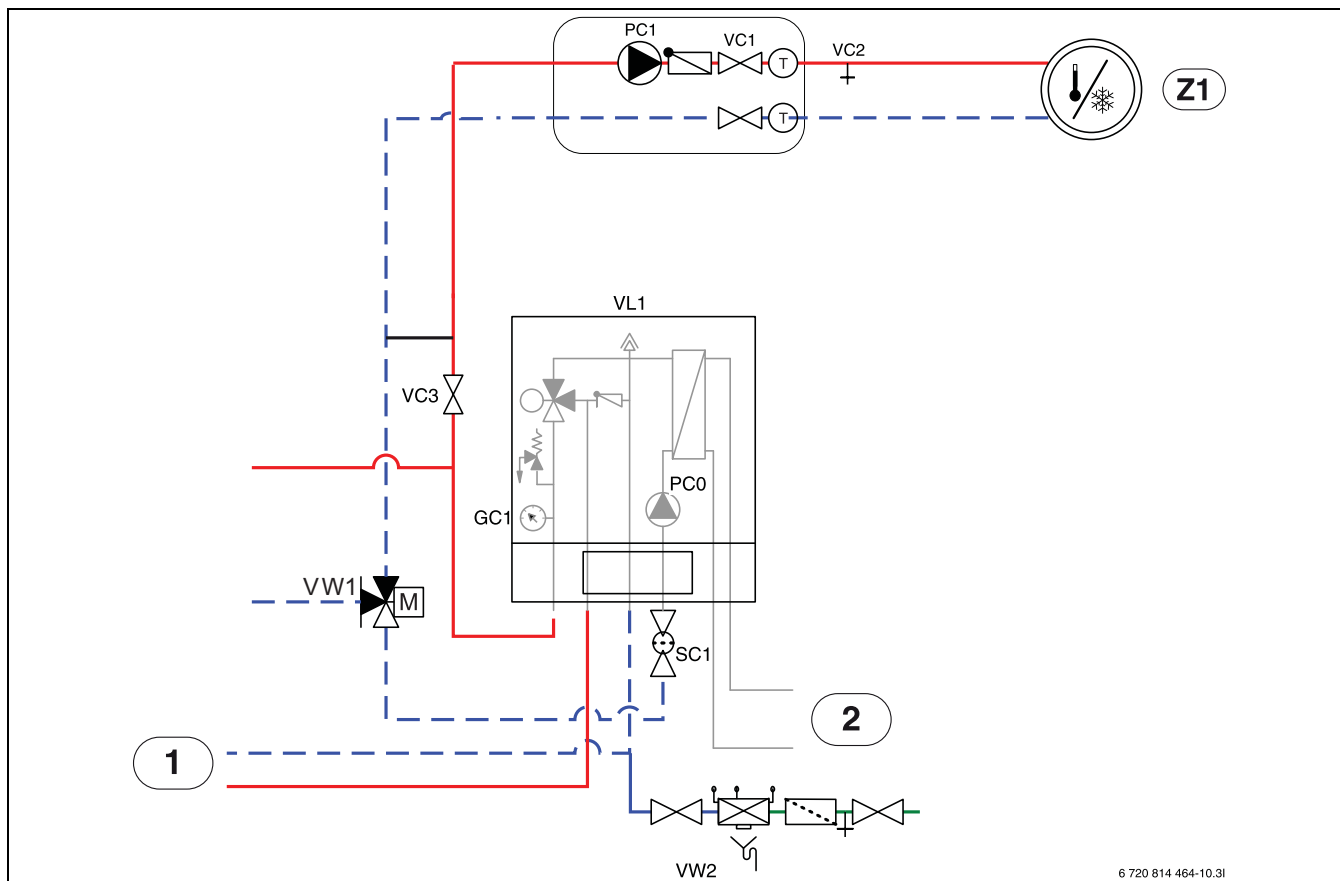 PC1
VC1
VC2
T
Z1
T
VL1
VC3
PC0
GC1
VW1
M
SC1
2
1
VW2
6 720 814 464-10.3I